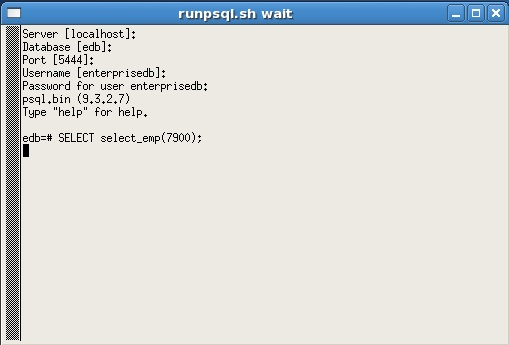 runpsql.sh wait
Server [localhost]:
Database [edb]:
Port [5444]:
Username [enterprisedb]:
Password for user enterprisedb:
psql.bin (9.3.2.7)
Type "help" for help.
edb=# SELECT select_emp(7900);